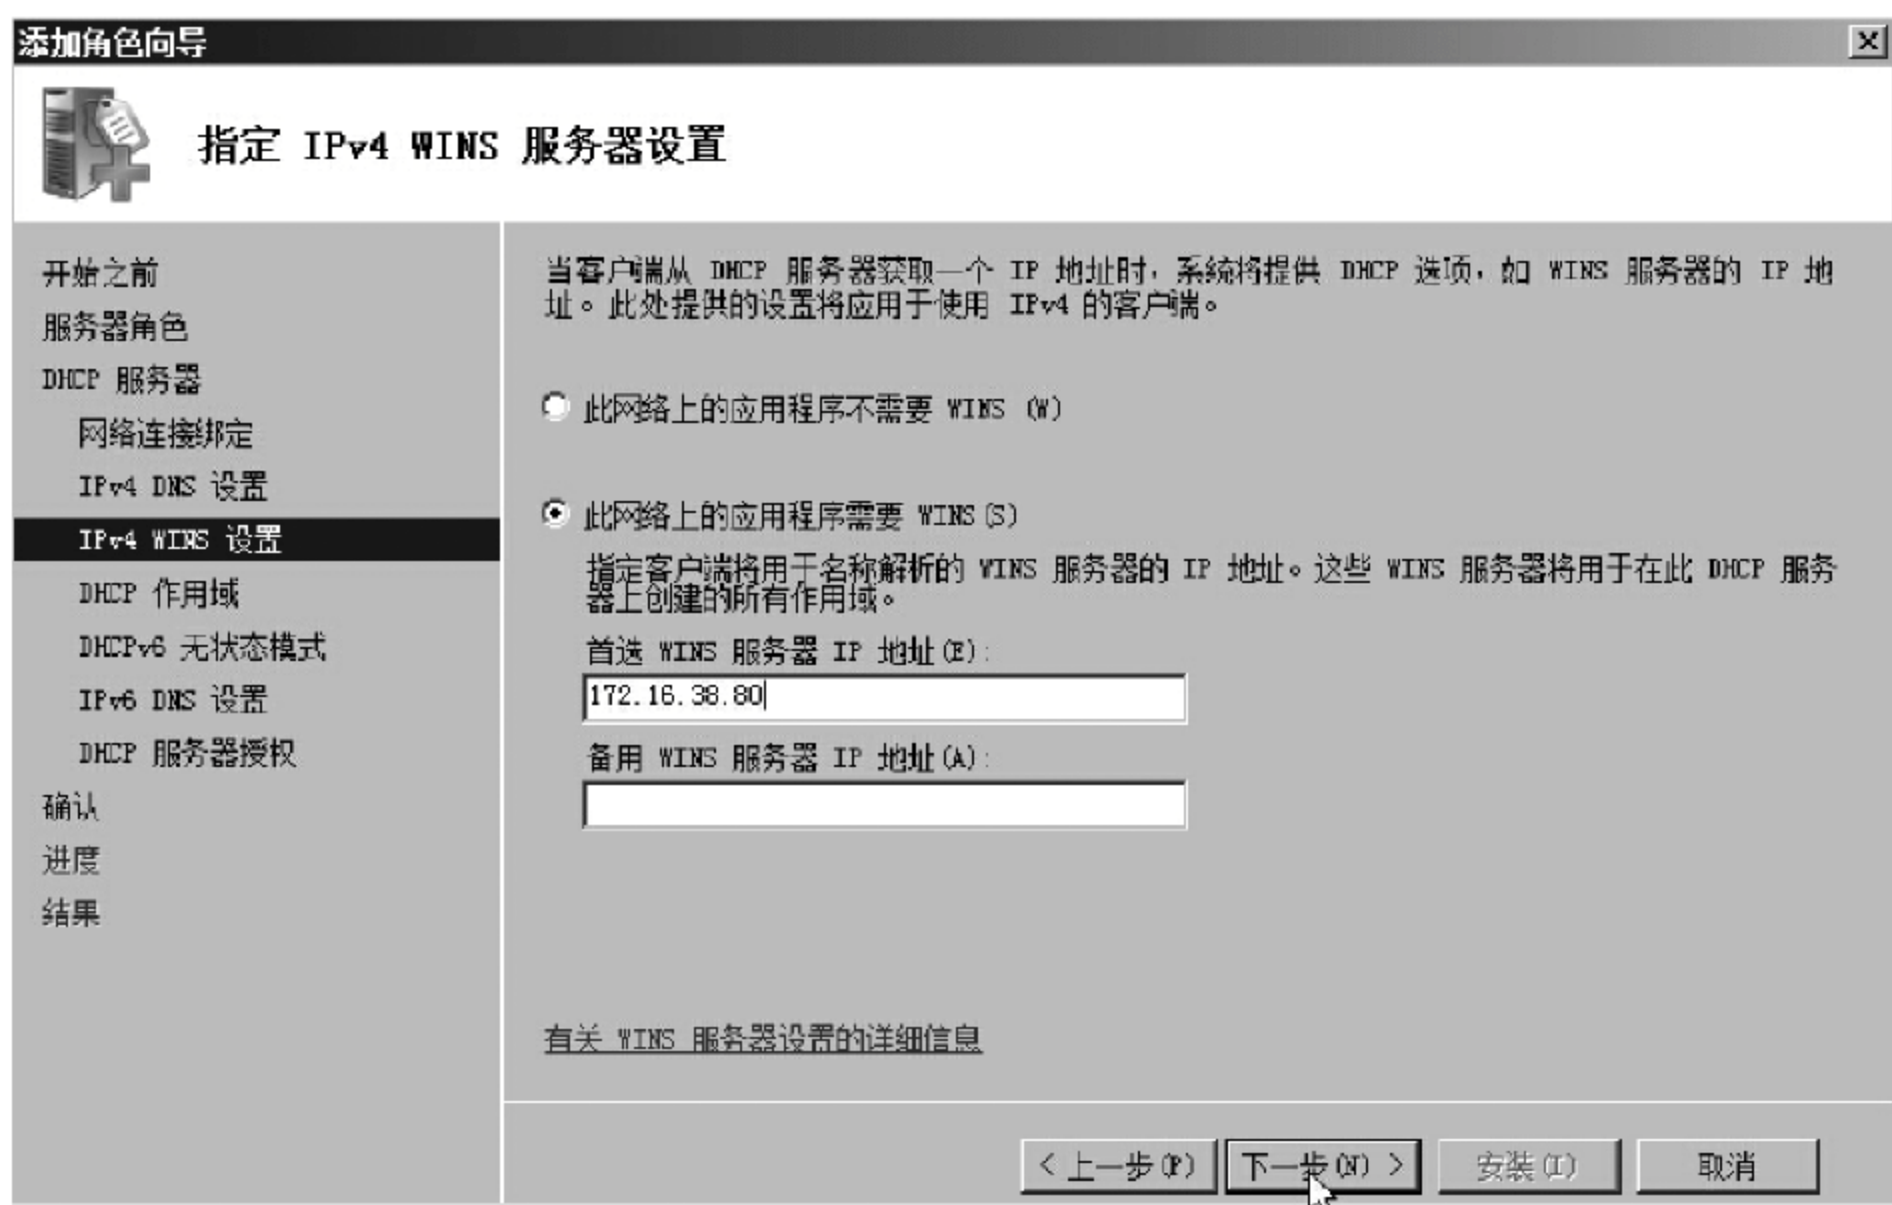 添加角色向导
指定 IPv4 WINS 服务器设置
开始之前
服务器角色
DHCP 服务器
网络连接绑定
IPv4 DNS 设置
IPv4 WINS 设置
DHCP 作用域
DHCPv6 无状态模式
IPv6 DNS 设置
DHCP 服务器授权
确认
进度
结果
当客户端从 DHCP 服务器获取一个 IP 地址时，系统将提供 DHCP 选项，如 WINS 服务器的 IP 地
址。此处提供的设置将应用于使用 IPv4 的客户端。
此网络上的应用程序不需要 WINS (W)
此网络上的应用程序需要 WINS(S)
指定客户端将用于名称解析的 WINS 服务器的 IP 地址。这些 WINS 服务器将用于在此 DHCP 服务
器上创建的所有作用域。
首选 WINS 服务器 IP 地址(E):
172.16.38.80
备用 WINS 服务器 IP 地址(A):
有关 WINS 服务器设置的详细信息
< 上一步(P)
下一步(N) >
安装(I)
取消